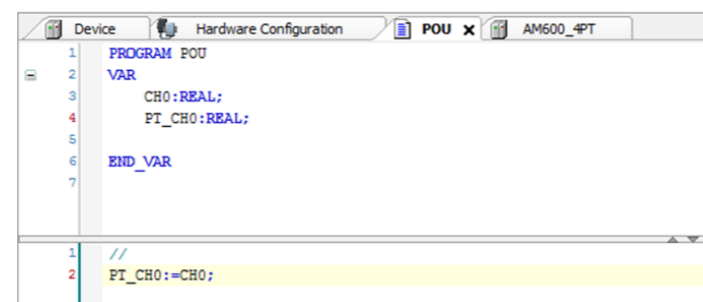 Device Hardware Configuration POU x AM600_4PT
1 PROGRAM POU
2 VAR
3 CH0:REAL;
4 PT_CH0:REAL;
5
6 END_VAR
7
1 //
2 PT_CH0:=CH0;